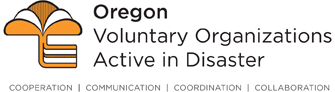 Oregon
Voluntary Organizations
Active in Disaster
COOPERATION | COMMUNICATION | COORDINATION | COLLABORATION